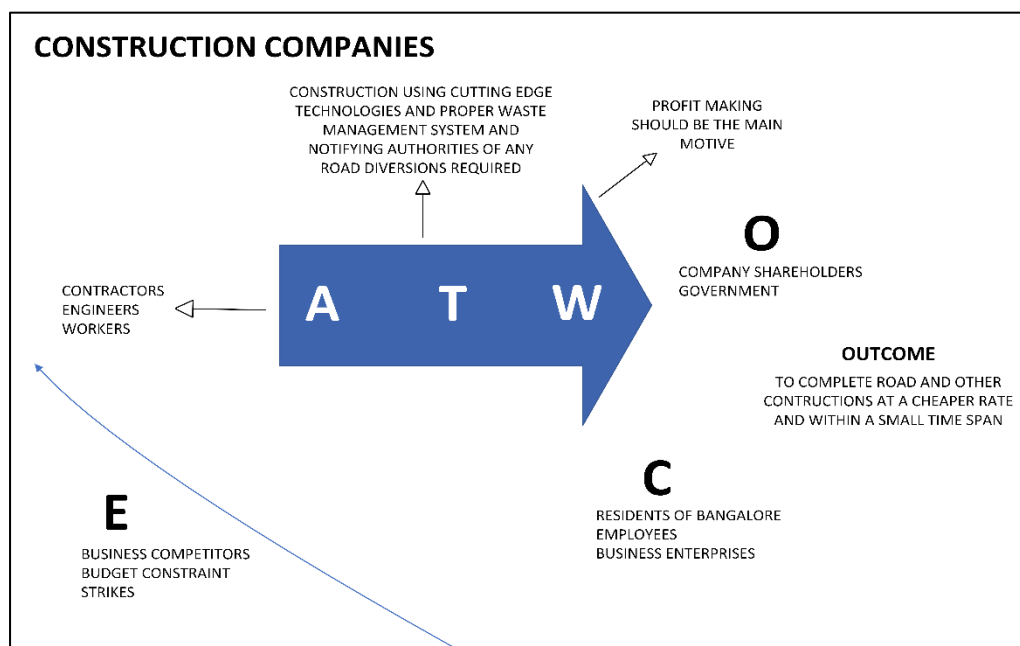 CONSTRUCTION COMPANIES
CONSTRUCTION USING CUTTING EDGE
TECHNOLOGIES AND PROPER WASTE
MANAGEMENT SYSTEM AND
NOTIFYING AUTHORITIES OF ANY
ROAD DIVERSIONS REQUIRED
PROFIT MAKING
SHOULD BE THE MAIN
MOTIVE
CONTRACTORS
ENGINEERS
WORKERS
A T W
O
COMPANY SHAREHOLDERS
GOVERNMENT
OUTCOME
TO COMPLETE ROAD AND OTHER
CONTRUCTIONS AT A CHEAPER RATE
AND WITHIN A SMALL TIME SPAN
C
RESIDENTS OF BANGALORE
EMPLOYEES
BUSINESS ENTERPRISES
E
BUSINESS COMPETITORS
BUDGET CONSTRAINT
STRIKES